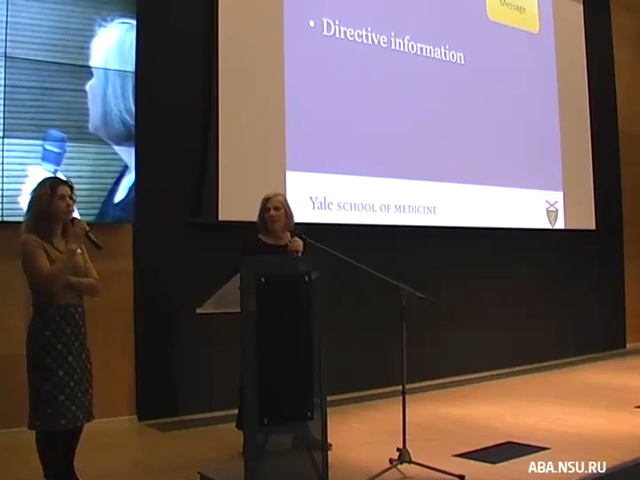 Message
• Directive information
Yale SCHOOL OF MEDICINE
ABA.NSU.RU